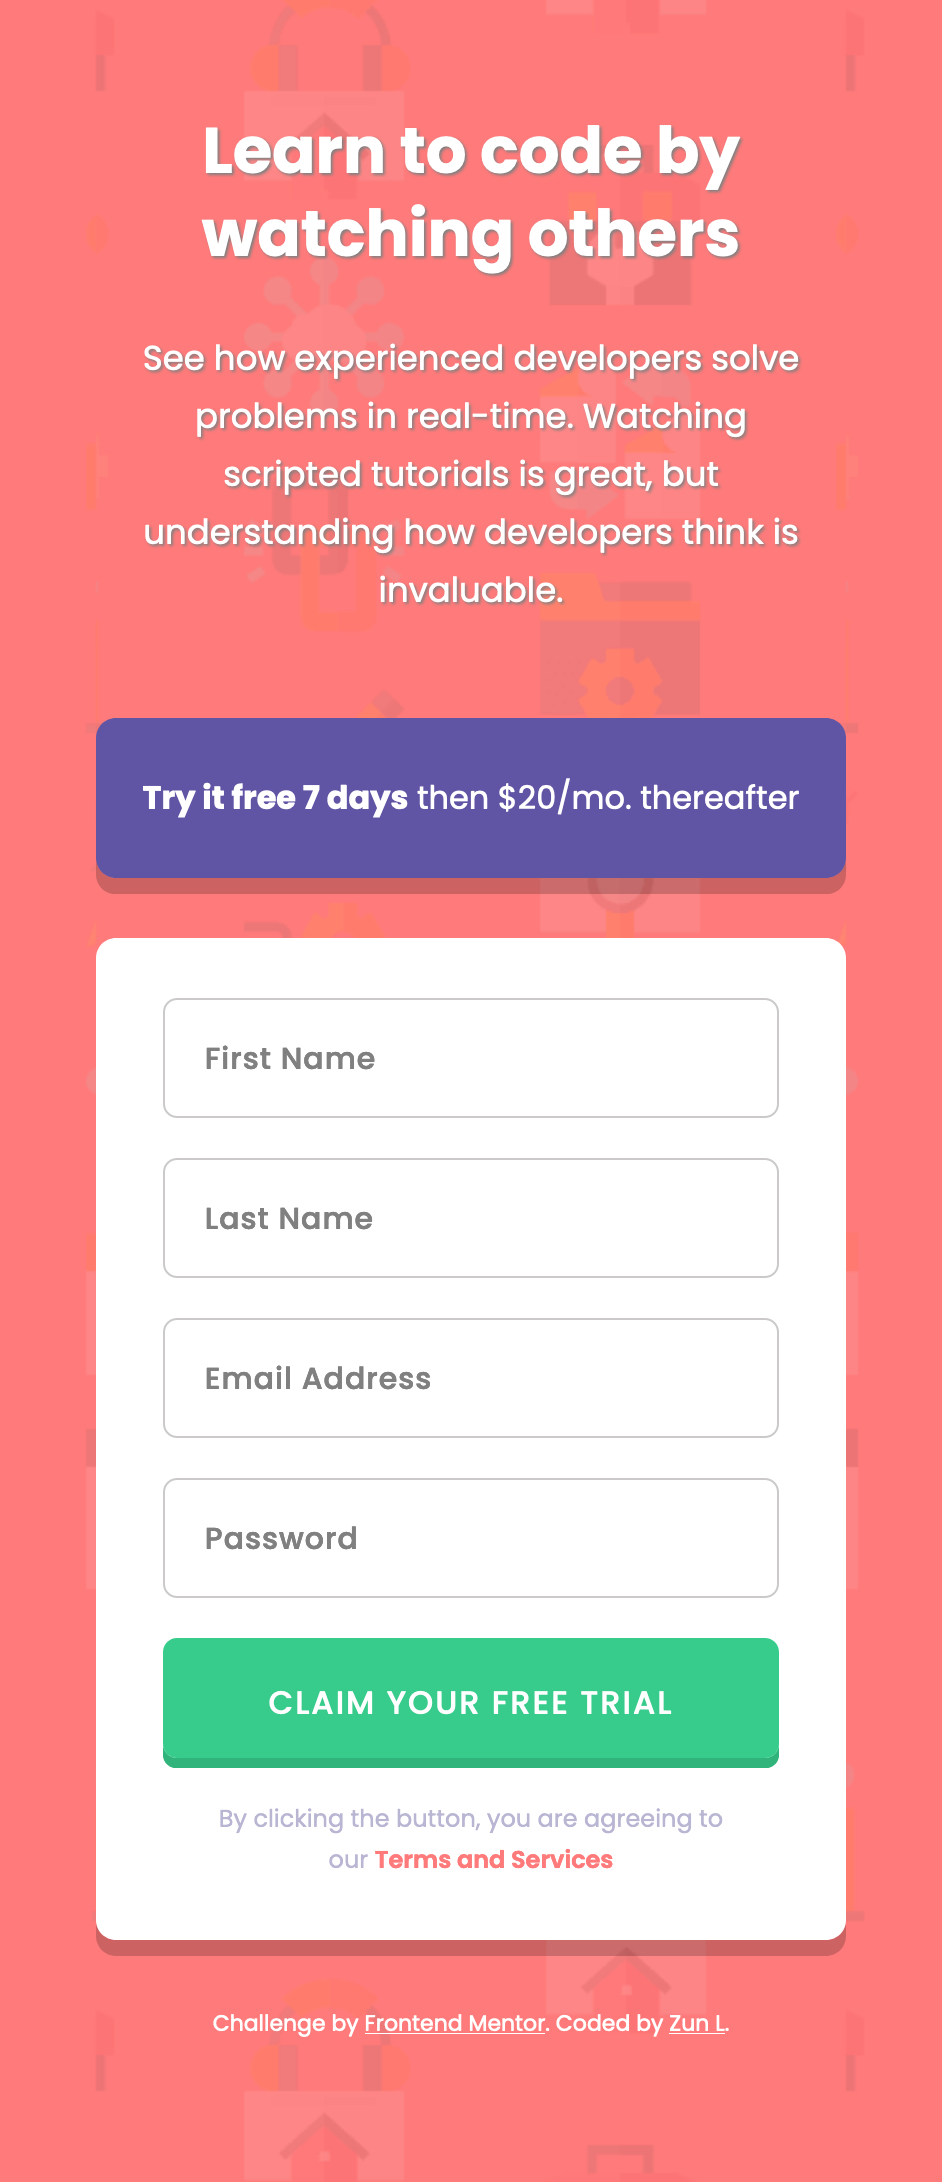 Learn to code by
watching others
See how experienced developers solve
problems in real-time. Watching
scripted tutorials is great, but
understanding how developers think is
invaluable.
Try it free 7 days then $20/mo. thereafter
First Name
Last Name
Email Address
Password
CLAIM YOUR FREE TRIAL
By clicking the button, you are agreeing to
our Terms and Services
Challenge by Frontend Mentor. Coded by Zun L.